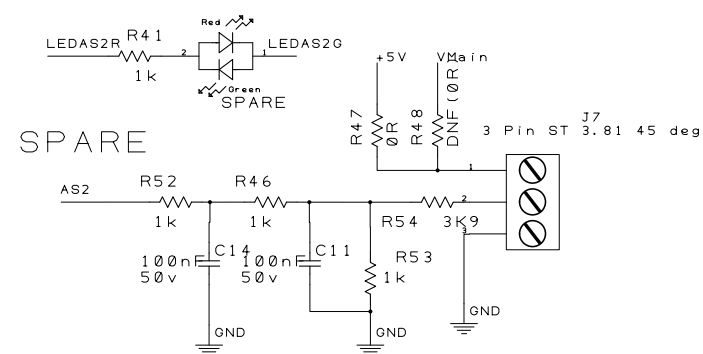 Red
R41
LEDAS2R
2
1
LEDAS2G
1k
Green
SPARE
+5V
VMain
R47
0R
R48
DNF(0R
J7
3 Pin ST 3.81 45 deg
SPARE
1
AS2
R52
R46
2
1k
1k
R54
3K9
3
C14
100nF
50v
C11
100nF
50v
R53
1k
GND
GND
GND